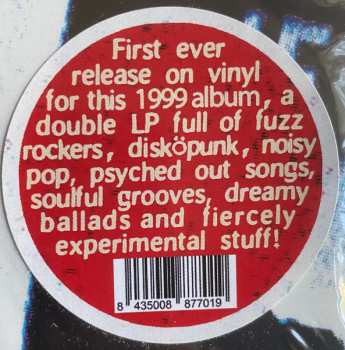 First ever
release on vinyl
for this 1999 album, a
double LP full of fuzz
rockers, disköpunk, noisy
pop, psyched out songs,
soulful grooves, dreamy
ballads and fiercely
experimental stuff!
8 435008 877019